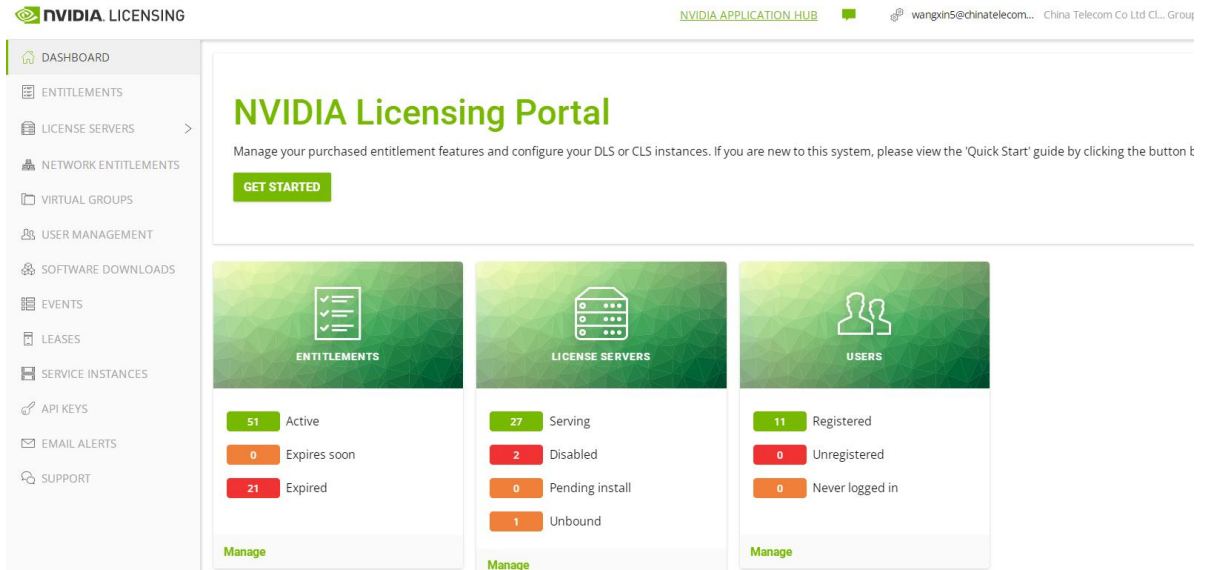 NVIDIA. LICENSING
NVIDIA APPLICATION HUB
wangxin5@chinatelecom... China Telecom Co Ltd Cl... Group
DASHBOARD
ENTITLEMENTS
LICENSE SERVERS
NETWORK ENTITLEMENTS
VIRTUAL GROUPS
USER MANAGEMENT
SOFTWARE DOWNLOADS
EVENTS
LEASES
SERVICE INSTANCES
API KEYS
EMAIL ALERTS
SUPPORT
NVIDIA Licensing Portal
Manage your purchased entitlement features and configure your DLS or CLS instances. If you are new to this system, please view the 'Quick Start' guide by clicking the button
GET STARTED
ENTITLEMENTS
51 Active
0 Expires soon
21 Expired
Manage
LICENSE SERVERS
27 Serving
2 Disabled
0 Pending install
1 Unbound
Manage
USERS
11 Registered
0 Unregistered
0 Never logged in
Manage